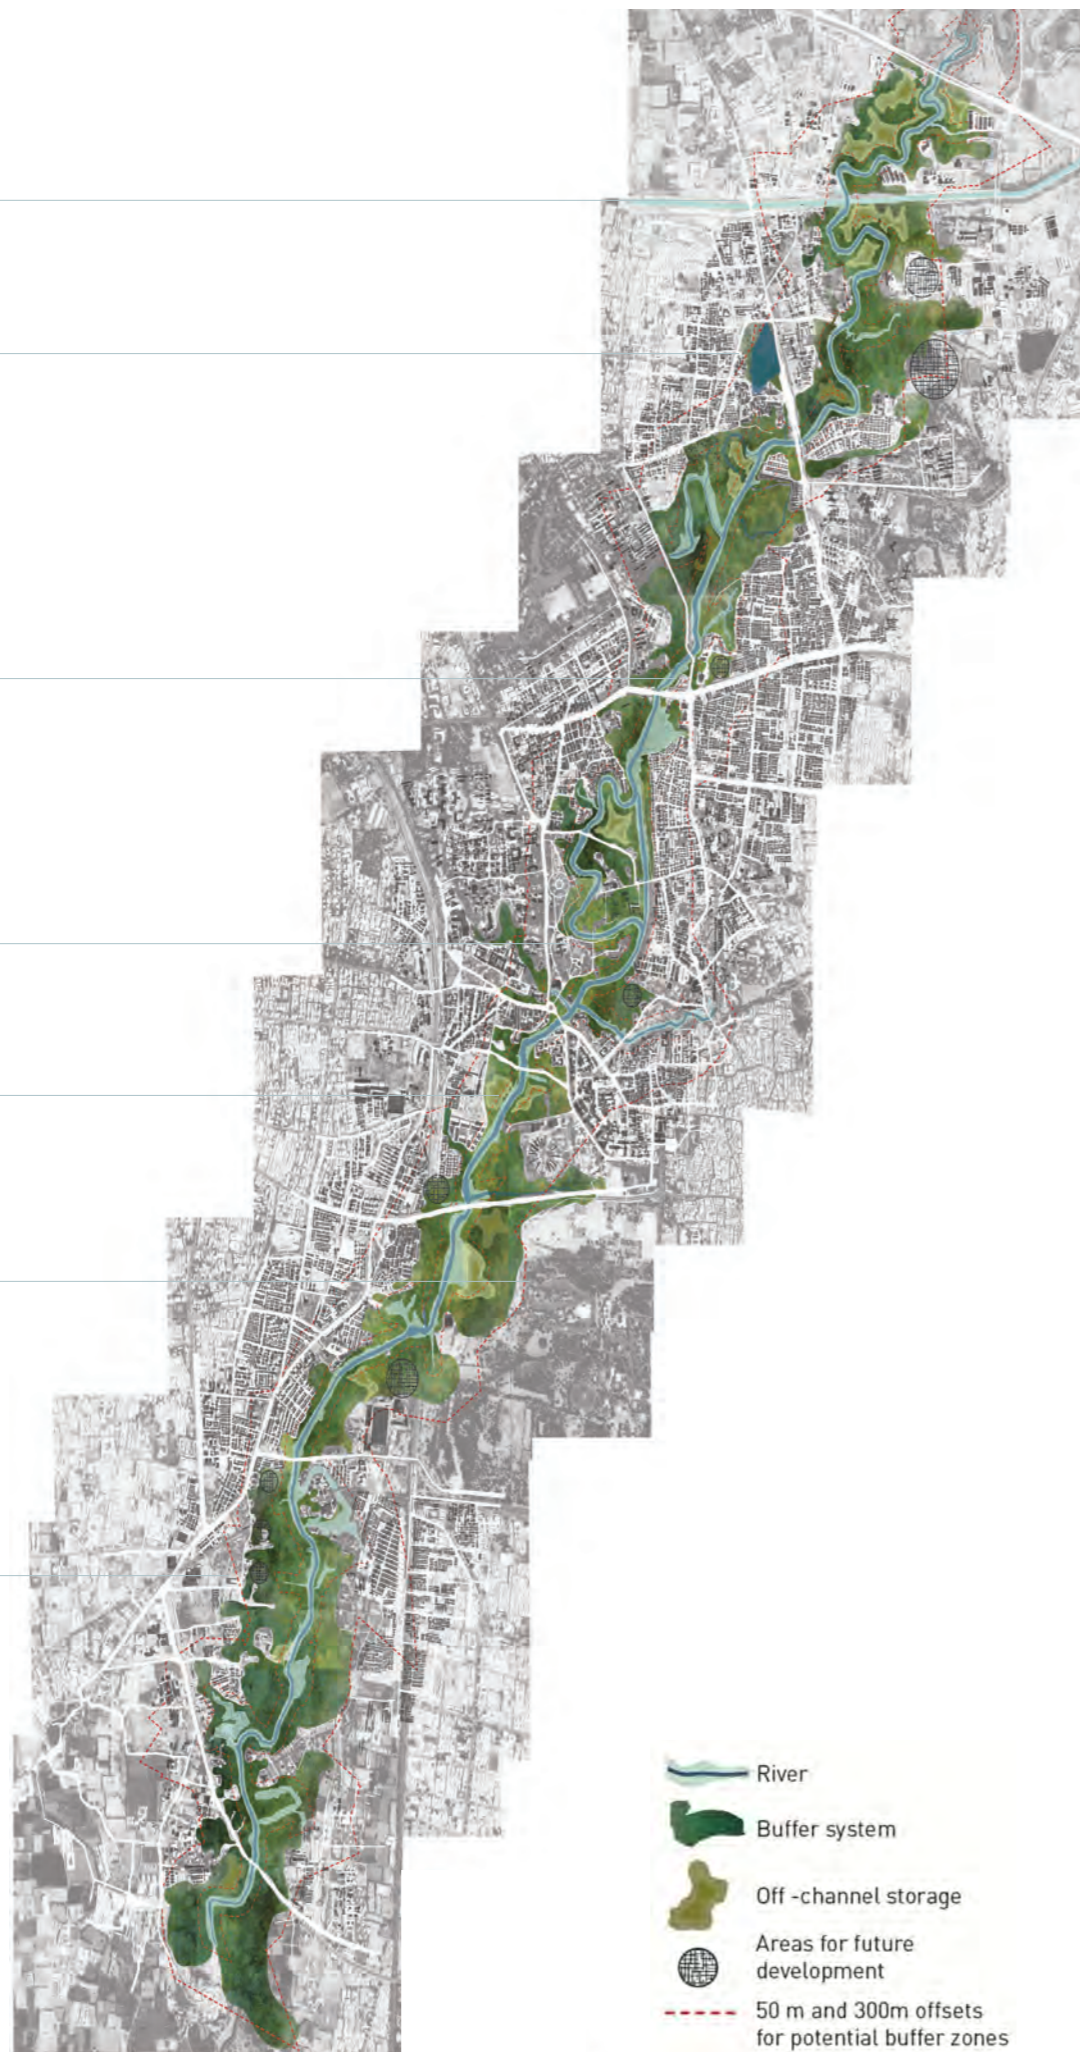 River
Buffer system
Off -channel storage
Areas for future
development
50 m and 300m offsets
for potential buffer zones